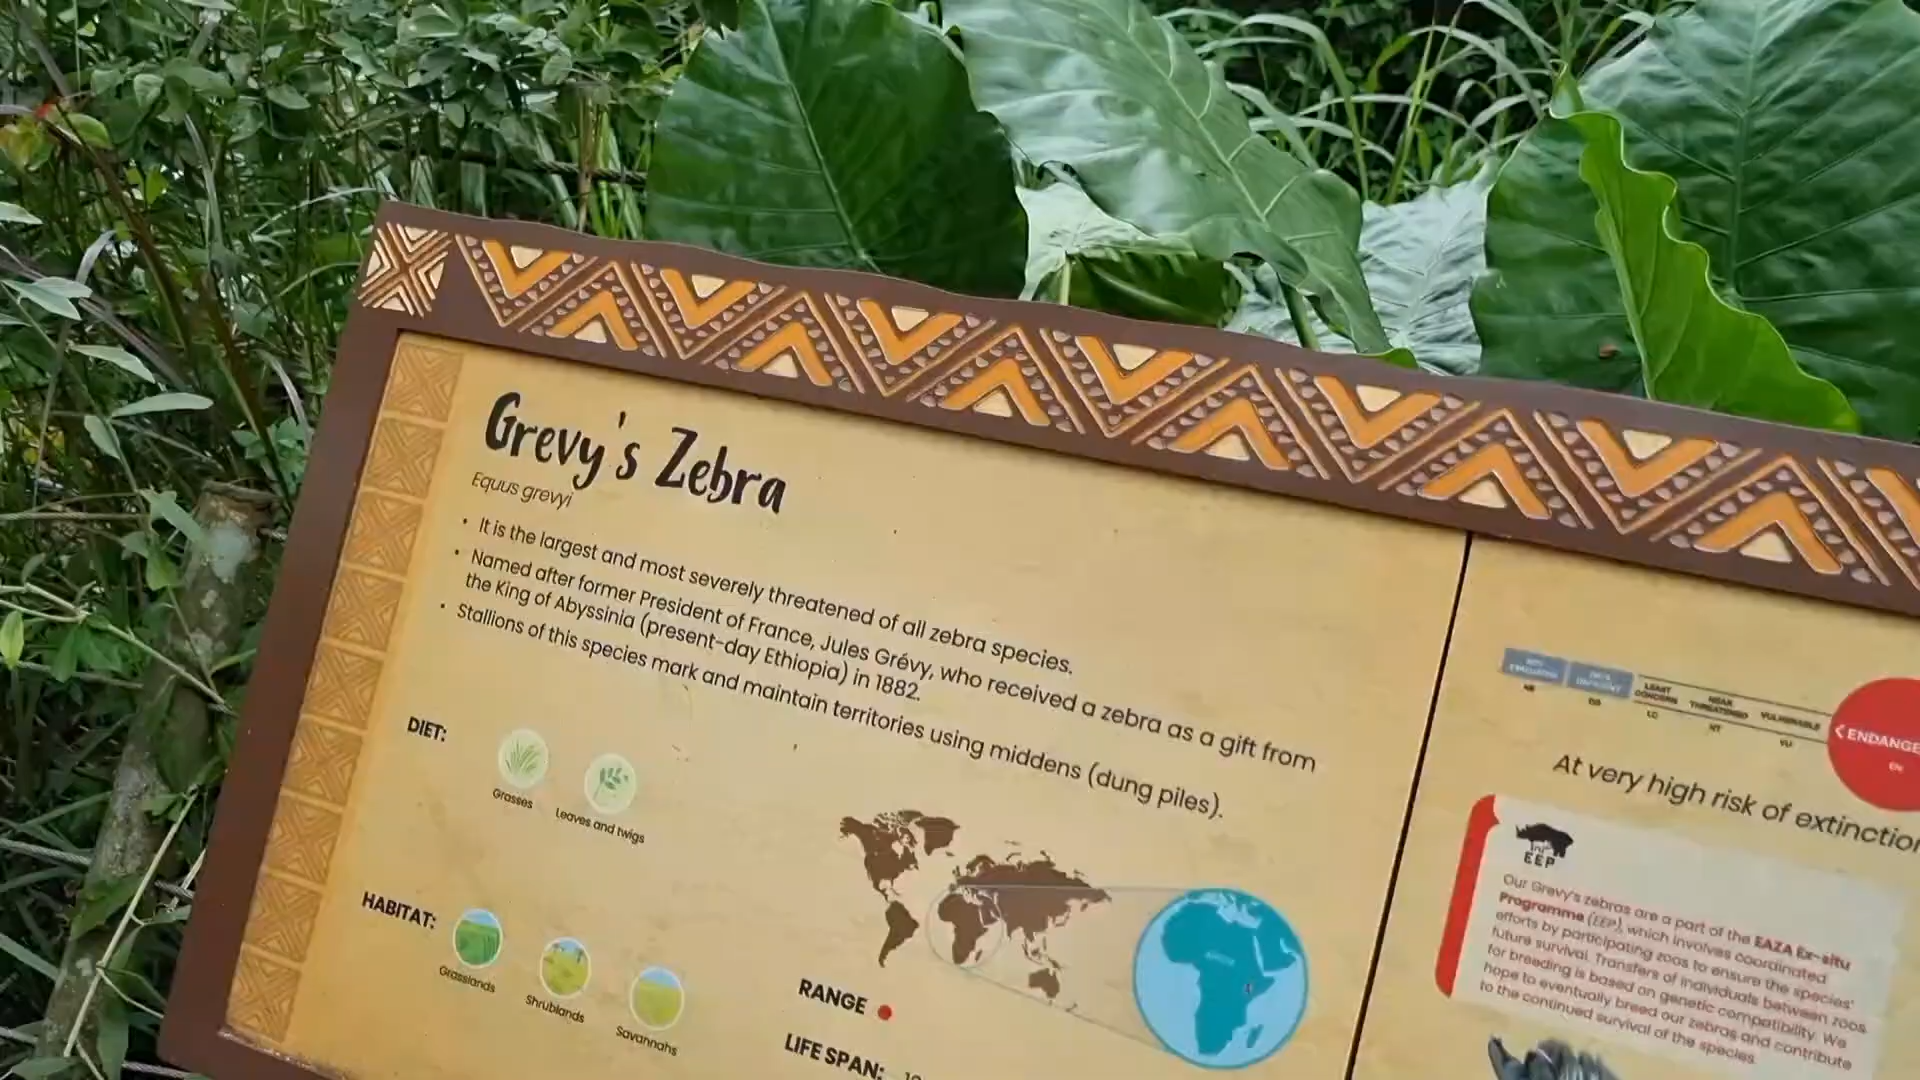 Grevy's Zebra
Equus grevyi
• It is the largest and most severely threatened of all zebra species.
• Named after former President of France, Jules Grévy, who received a zebra as a gift from
the King of Abyssinia (present-day Ethiopia) in 1882.
• Stallions of this species mark and maintain territories using middens (dung piles).
DIET:
Grasses
Leaves and twigs
HABITAT:
Grasslands
Shrublands
Savannahs
RANGE
LIFE SPAN:
LEAST
CONCERN
LC
NEAR
THREATENED
NT
VULNERABLE
VU
< ENDANGE
EN
At very high risk of extinction
EEP
Our Grevy's zebras are a part of the EAZA Ex-situ
Programme (EEP), which involves coordinated
efforts by participating zoos to ensure the species'
future survival. Transfers of individuals between zoos
for breeding is based on genetic compatibility. We
hope to eventually breed our zebras and contribute
to the continued survival of the species.